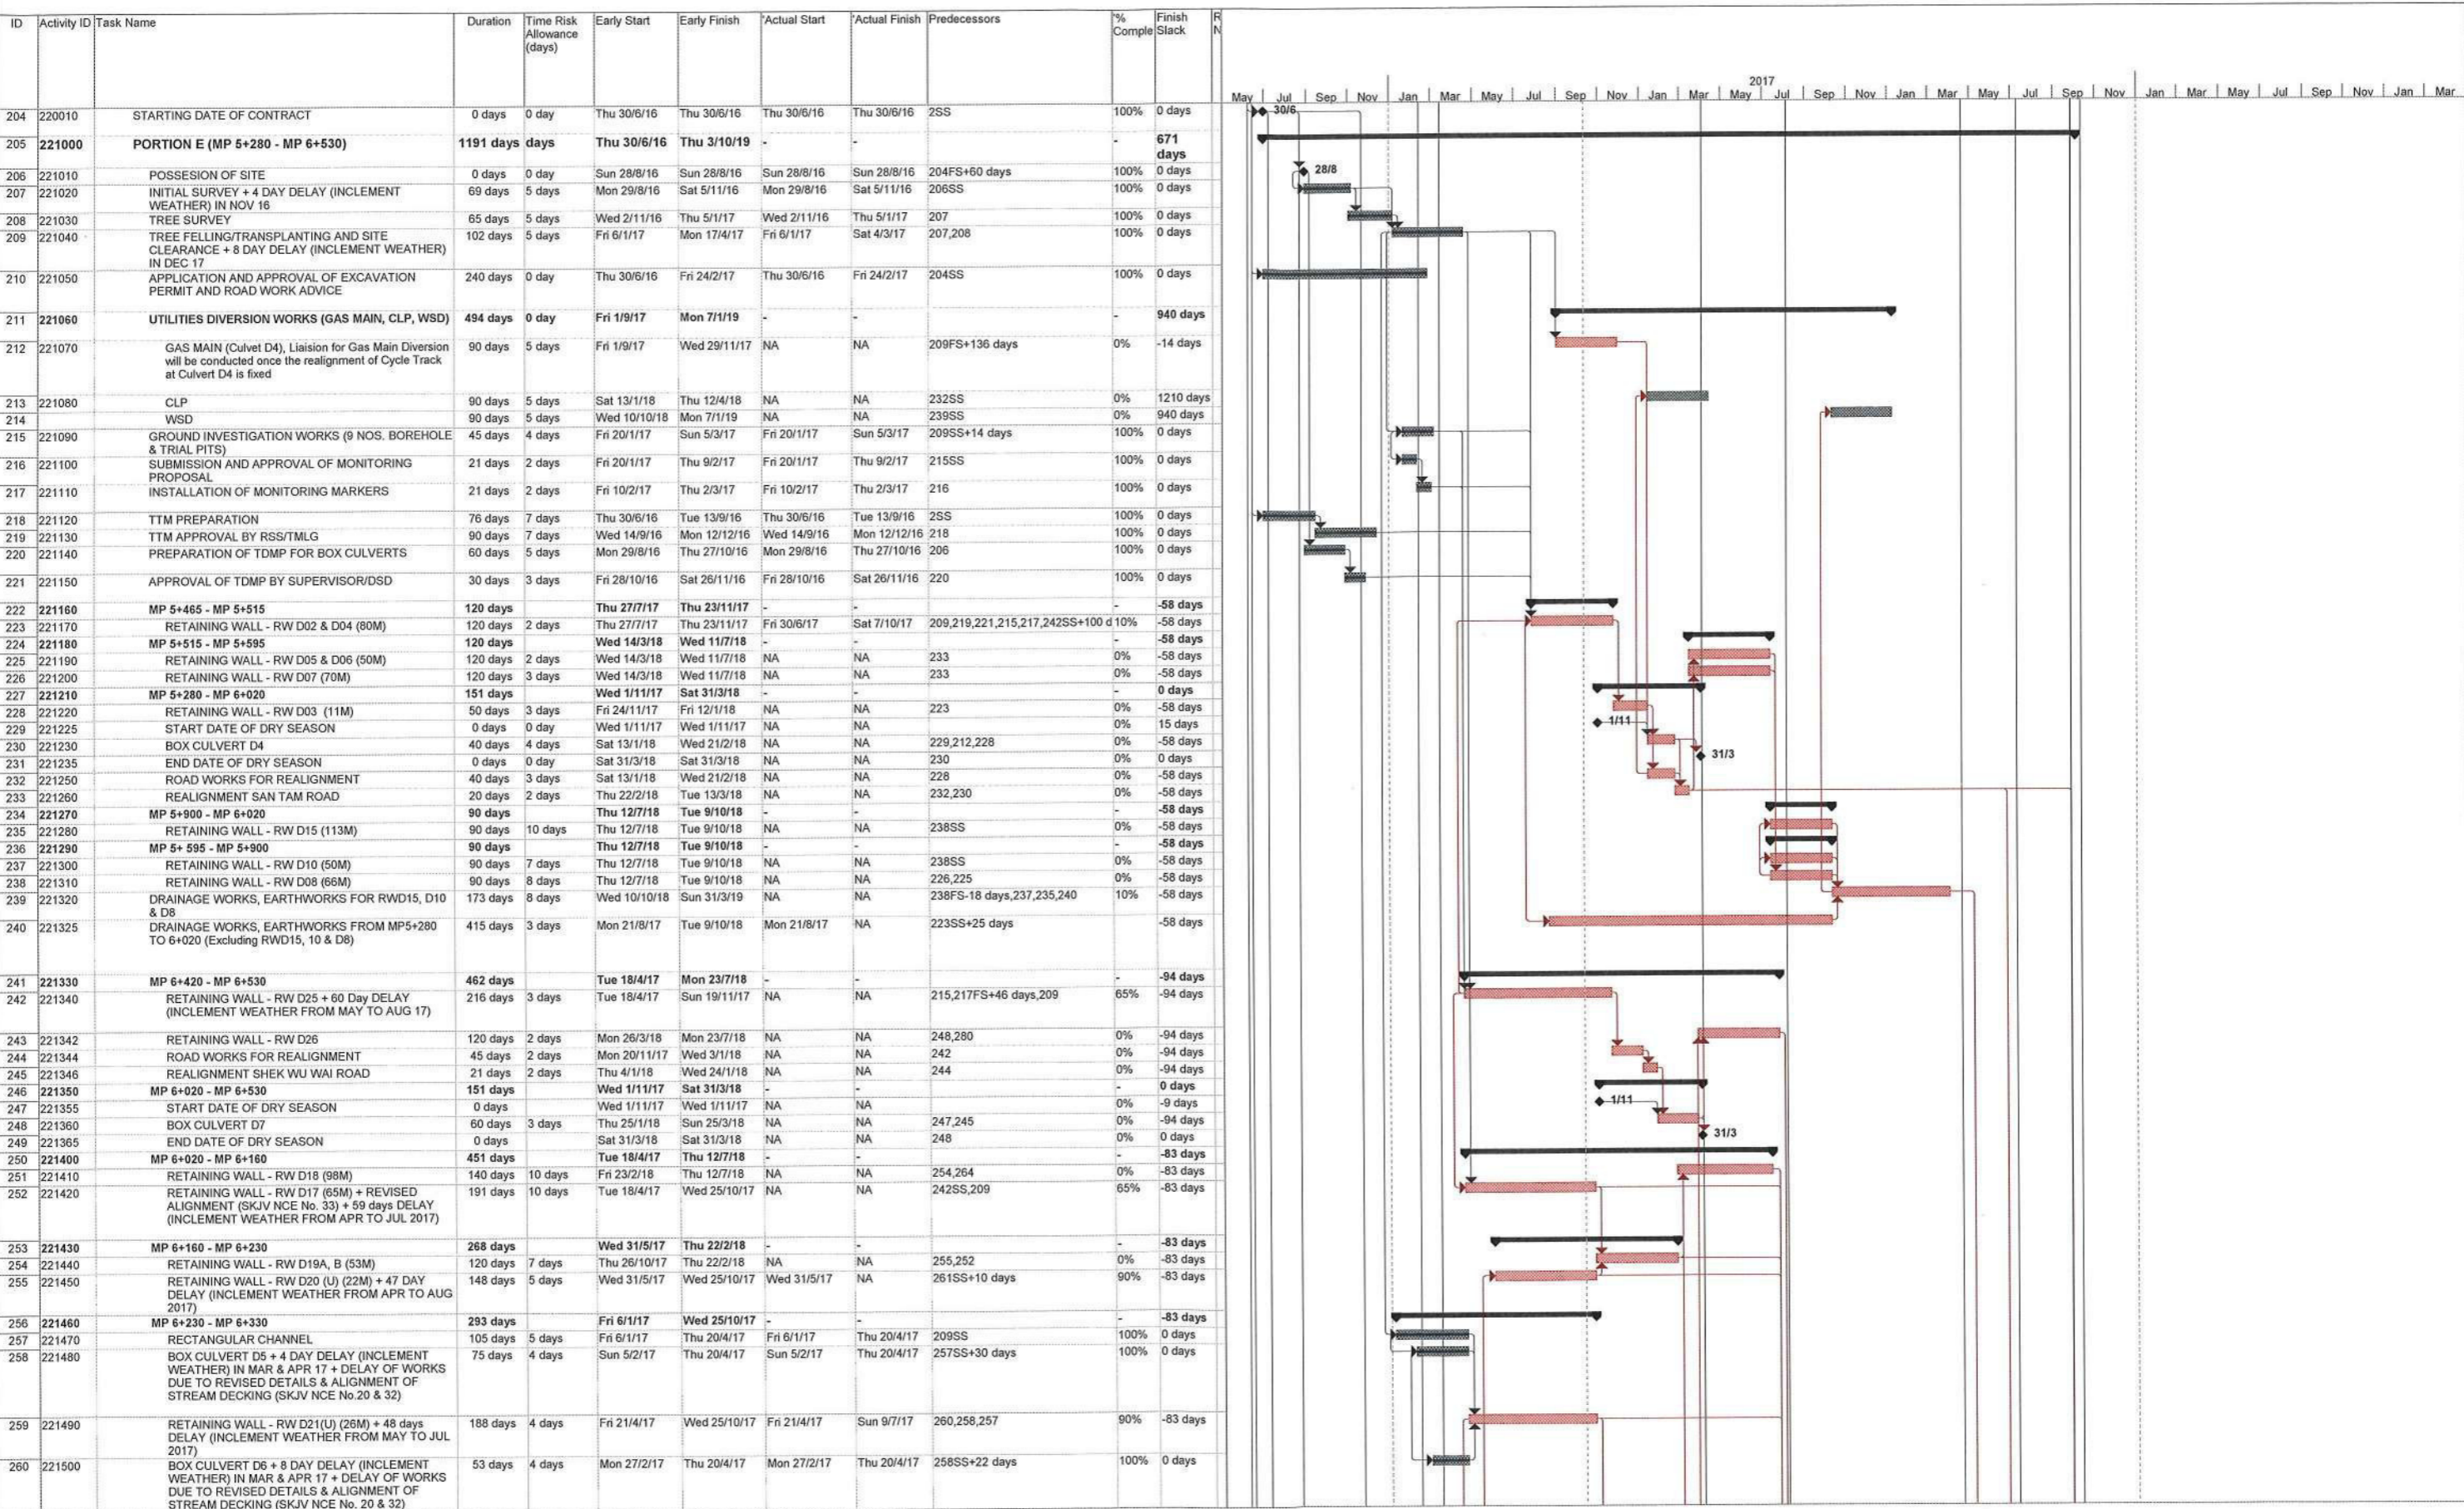 ID Activity ID Task Name Duration Time Risk Early Start Early Finish 'Actual Start 'Actual Finish Predecessors '% Finish R
Allowance Comple Slack N
(days)
2017
May Jul Sep Nov Jan Mar May Jul Sep Nov Jan Mar May Jul Sep Nov Jan Mar May Jul Sep Nov Jan Mar May Jul Sep Nov Jan Mar
204 220010 STARTING DATE OF CONTRACT 0 days 0 day Thu 30/6/16 Thu 30/6/16 Thu 30/6/16 Thu 30/6/16 2SS 100% 0 days 30/6
205 221000 PORTION E (MP 5+280 - MP 6+530) 1191 days days Thu 30/6/16 Thu 3/10/19 - - - 671
days
206 221010 POSSESION OF SITE 0 days 0 day Sun 28/8/16 Sun 28/8/16 Sun 28/8/16 Sun 28/8/16 204FS+60 days 100% 0 days 28/8
207 221020 INITIAL SURVEY + 4 DAY DELAY (INCLEMENT 69 days 5 days Mon 29/8/16 Sat 5/11/16 Mon 29/8/16 Sat 5/11/16 206SS 100% 0 days
WEATHER) IN NOV 16
208 221030 TREE SURVEY 65 days 5 days Wed 2/11/16 Thu 5/1/17 Wed 2/11/16 Thu 5/1/17 207 100% 0 days
209 221040 TREE FELLING/TRANSPLANTING AND SITE 102 days 5 days Fri 6/1/17 Mon 17/4/17 Fri 6/1/17 Sat 4/3/17 207,208 100% 0 days
CLEARANCE + 8 DAY DELAY (INCLEMENT WEATHER)
IN DEC 17
210 221050 APPLICATION AND APPROVAL OF EXCAVATION 240 days 0 day Thu 30/6/16 Fri 24/2/17 Thu 30/6/16 Fri 24/2/17 204SS 100% 0 days
PERMIT AND ROAD WORK ADVICE
211 221060 UTILITIES DIVERSION WORKS (GAS MAIN, CLP, WSD) 494 days 0 day Fri 1/9/17 Mon 7/1/19 - - - 940 days
212 221070 GAS MAIN (Culvet D4), Liaision for Gas Main Diversion 90 days 5 days Fri 1/9/17 Wed 29/11/17 NA NA 209FS+136 days 0% -14 days
will be conducted once the realignment of Cycle Track
at Culvert D4 is fixed
213 221080 CLP 90 days 5 days Sat 13/1/18 Thu 12/4/18 NA NA 232SS 0% 1210 days
214 WSD 90 days 5 days Wed 10/10/18 Mon 7/1/19 NA NA 239SS 0% 940 days
215 221090 GROUND INVESTIGATION WORKS (9 NOS. BOREHOLE 45 days 4 days Fri 20/1/17 Sun 5/3/17 Fri 20/1/17 Sun 5/3/17 209SS+14 days 100% 0 days
& TRIAL PITS)
216 221100 SUBMISSION AND APPROVAL OF MONITORING 21 days 2 days Fri 20/1/17 Thu 9/2/17 Fri 20/1/17 Thu 9/2/17 215SS 100% 0 days
PROPOSAL
217 221110 INSTALLATION OF MONITORING MARKERS 21 days 2 days Fri 10/2/17 Thu 2/3/17 Fri 10/2/17 Thu 2/3/17 216 100% 0 days
218 221120 TTM PREPARATION 76 days 7 days Thu 30/6/16 Tue 13/9/16 Thu 30/6/16 Tue 13/9/16 2SS 100% 0 days
219 221130 TTM APPROVAL BY RSS/TMLG 90 days 7 days Wed 14/9/16 Mon 12/12/16 Wed 14/9/16 Mon 12/12/16 218 100% 0 days
220 221140 PREPARATION OF TDMP FOR BOX CULVERTS 60 days 5 days Mon 29/8/16 Thu 27/10/16 Mon 29/8/16 Thu 27/10/16 206 100% 0 days
221 221150 APPROVAL OF TDMP BY SUPERVISOR/DSD 30 days 3 days Fri 28/10/16 Sat 26/11/16 Fri 28/10/16 Sat 26/11/16 220 100% 0 days
222 221160 MP 5+465 - MP 5+515 120 days Thu 27/7/17 Thu 23/11/17 - - - -58 days
223 221170 RETAINING WALL - RW D02 & D04 (80M) 120 days 2 days Thu 27/7/17 Thu 23/11/17 Fri 30/6/17 Sat 7/10/17 209,219,221,215,217,242SS+100 d 10% -58 days
224 221180 MP 5+515 - MP 5+595 120 days Wed 14/3/18 Wed 11/7/18 - - - -58 days
225 221190 RETAINING WALL - RW D05 & D06 (50M) 120 days 2 days Wed 14/3/18 Wed 11/7/18 NA NA 233 0% -58 days
226 221200 RETAINING WALL - RW D07 (70M) 120 days 3 days Wed 14/3/18 Wed 11/7/18 NA NA 233 0% -58 days
227 221210 MP 5+280 - MP 6+020 151 days Wed 1/11/17 Sat 31/3/18 - - - 0 days
228 221220 RETAINING WALL - RW D03 (11M) 50 days 3 days Fri 24/11/17 Fri 12/1/18 NA NA 223 0% -58 days
229 221225 START DATE OF DRY SEASON 0 days 0 day Wed 1/11/17 Wed 1/11/17 NA NA 0% 15 days 1/11
230 221230 BOX CULVERT D4 40 days 4 days Sat 13/1/18 Wed 21/2/18 NA NA 229,212,228 0% -58 days
231 221235 END DATE OF DRY SEASON 0 days 0 day Sat 31/3/18 Sat 31/3/18 NA NA 230 0% 0 days 31/3
232 221250 ROAD WORKS FOR REALIGNMENT 40 days 3 days Sat 13/1/18 Wed 21/2/18 NA NA 228 0% -58 days
233 221260 REALIGNMENT SAN TAM ROAD 20 days 2 days Thu 22/2/18 Tue 13/3/18 NA NA 232,230 0% -58 days
234 221270 MP 5+900 - MP 6+020 90 days Thu 12/7/18 Tue 9/10/18 - - - -58 days
235 221280 RETAINING WALL - RW D15 (113M) 90 days 10 days Thu 12/7/18 Tue 9/10/18 NA NA 238SS 0% -58 days
236 221290 MP 5+ 595 - MP 5+900 90 days Thu 12/7/18 Tue 9/10/18 - - - -58 days
237 221300 RETAINING WALL - RW D10 (50M) 90 days 7 days Thu 12/7/18 Tue 9/10/18 NA NA 238SS 0% -58 days
238 221310 RETAINING WALL - RW D08 (66M) 90 days 8 days Thu 12/7/18 Tue 9/10/18 NA NA 226,225 0% -58 days
239 221320 DRAINAGE WORKS, EARTHWORKS FOR RWD15, D10 173 days 8 days Wed 10/10/18 Sun 31/3/19 NA NA 238FS-18 days,237,235,240 10% -58 days
& D8
240 221325 DRAINAGE WORKS, EARTHWORKS FROM MP5+280 415 days 3 days Mon 21/8/17 Tue 9/10/18 Mon 21/8/17 NA 223SS+25 days -58 days
TO 6+020 (Excluding RWD15, 10 & D8)
241 221330 MP 6+420 - MP 6+530 462 days Tue 18/4/17 Mon 23/7/18 - - - -94 days
242 221340 RETAINING WALL - RW D25 + 60 Day DELAY 216 days 3 days Tue 18/4/17 Sun 19/11/17 NA NA 215,217FS+46 days,209 65% -94 days
(INCLEMENT WEATHER FROM MAY TO AUG 17)
243 221342 RETAINING WALL - RW D26 120 days 2 days Mon 26/3/18 Mon 23/7/18 NA NA 248,280 0% -94 days
244 221344 ROAD WORKS FOR REALIGNMENT 45 days 2 days Mon 20/11/17 Wed 3/1/18 NA NA 242 0% -94 days
245 221346 REALIGNMENT SHEK WU WAI ROAD 21 days 2 days Thu 4/1/18 Wed 24/1/18 NA NA 244 0% -94 days
246 221350 MP 6+020 - MP 6+530 151 days Wed 1/11/17 Sat 31/3/18 - - - 0 days
247 221355 START DATE OF DRY SEASON 0 days Wed 1/11/17 Wed 1/11/17 NA NA 0% -9 days 1/11
248 221360 BOX CULVERT D7 60 days 3 days Thu 25/1/18 Sun 25/3/18 NA NA 247,245 0% -94 days
249 221365 END DATE OF DRY SEASON 0 days Sat 31/3/18 Sat 31/3/18 NA NA 248 0% 0 days 31/3
250 221400 MP 6+020 - MP 6+160 451 days Tue 18/4/17 Thu 12/7/18 - - - -83 days
251 221410 RETAINING WALL - RW D18 (98M) 140 days 10 days Fri 23/2/18 Thu 12/7/18 NA NA 254,264 0% -83 days
252 221420 RETAINING WALL - RW D17 (65M) + REVISED 191 days 10 days Tue 18/4/17 Wed 25/10/17 NA NA 242SS,209 65% -83 days
ALIGNMENT (SKJV NCE No. 33) + 59 days DELAY
(INCLEMENT WEATHER FROM APR TO JUL 2017)
253 221430 MP 6+160 - MP 6+230 268 days Wed 31/5/17 Thu 22/2/18 - - - -83 days
254 221440 RETAINING WALL - RW D19A, B (53M) 120 days 7 days Thu 26/10/17 Thu 22/2/18 NA NA 255,252 0% -83 days
255 221450 RETAINING WALL - RW D20 (U) (22M) + 47 DAY 148 days 5 days Wed 31/5/17 Wed 25/10/17 Wed 31/5/17 NA 261SS+10 days 90% -83 days
DELAY (INCLEMENT WEATHER FROM APR TO AUG
2017)
256 221460 MP 6+230 - MP 6+330 293 days Fri 6/1/17 Wed 25/10/17 - - - -83 days
257 221470 RECTANGULAR CHANNEL 105 days 5 days Fri 6/1/17 Thu 20/4/17 Fri 6/1/17 Thu 20/4/17 209SS 100% 0 days
258 221480 BOX CULVERT D5 + 4 DAY DELAY (INCLEMENT 75 days 4 days Sun 5/2/17 Thu 20/4/17 Sun 5/2/17 Thu 20/4/17 257SS+30 days 100% 0 days
WEATHER) IN MAR & APR 17 + DELAY OF WORKS
DUE TO REVISED DETAILS & ALIGNMENT OF
STREAM DECKING (SKJV NCE No.20 & 32)
259 221490 RETAINING WALL - RW D21(U) (26M) + 48 days 188 days 4 days Fri 21/4/17 Wed 25/10/17 Fri 21/4/17 Sun 9/7/17 260,258,257 90% -83 days
DELAY (INCLEMENT WEATHER FROM MAY TO JUL
2017)
260 221500 BOX CULVERT D6 + 8 DAY DELAY (INCLEMENT 53 days 4 days Mon 27/2/17 Thu 20/4/17 Mon 27/2/17 Thu 20/4/17 258SS+22 days 100% 0 days
WEATHER) IN MAR & APR 17 + DELAY OF WORKS
DUE TO REVISED DETAILS & ALIGNMENT OF
STREAM DECKING (SKJV NCE No. 20 & 32)